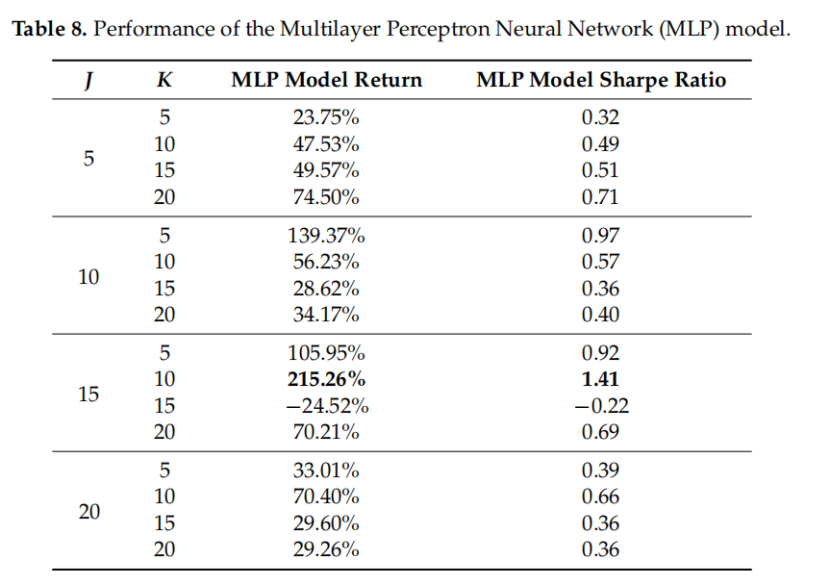 Table 8. Performance of the Multilayer Perceptron Neural Network (MLP) model.
J K MLP Model Return MLP Model Sharpe Ratio
5 23.75% 0.32
10 47.53% 0.49
5
15 49.57% 0.51
20 74.50% 0.71
5 139.37% 0.97
10 56.23% 0.57
10
15 28.62% 0.36
20 34.17% 0.40
5 105.95% 0.92
10 215.26% 1.41
15
15 −24.52% −0.22
20 70.21% 0.69
5 33.01% 0.39
10 70.40% 0.66
20
15 29.60% 0.36
20 29.26% 0.36